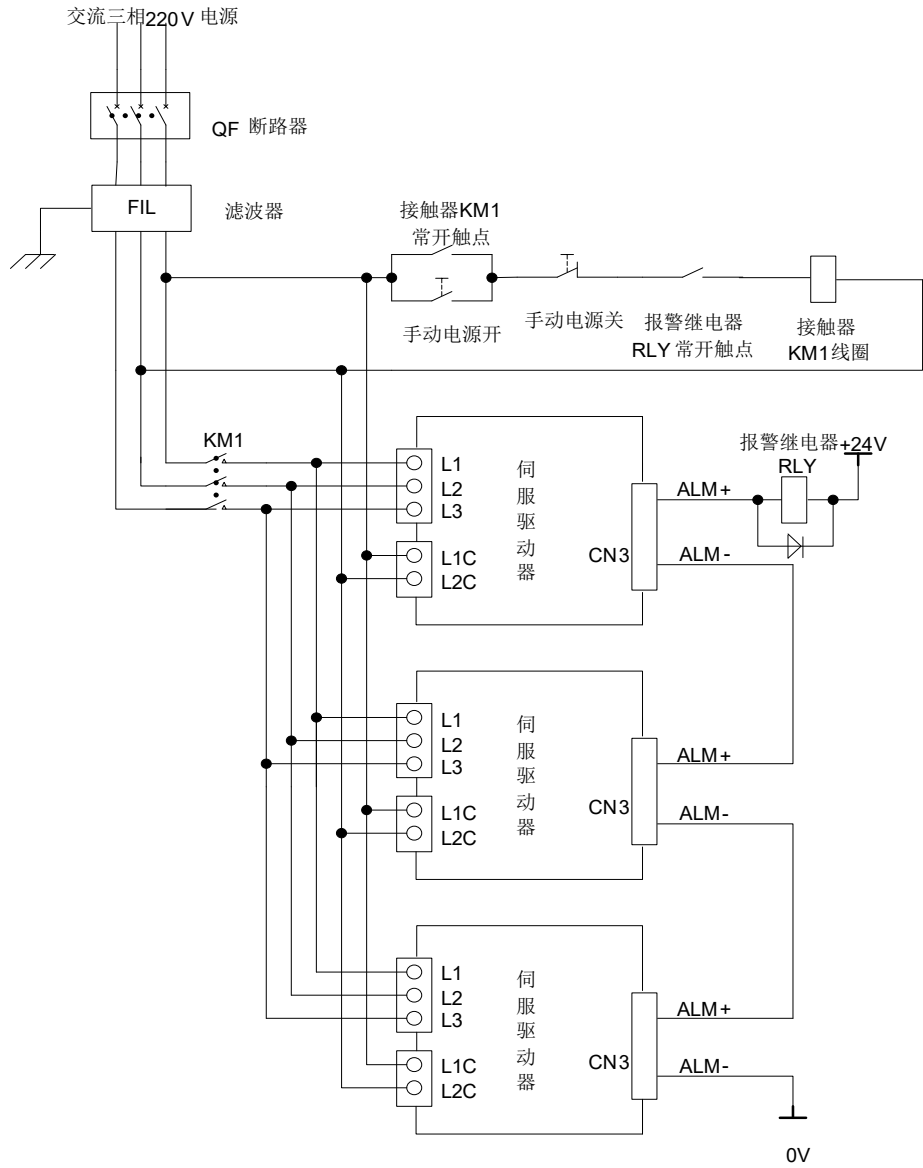 交流三相220V 电源
QF 断路器
FIL
滤波器
接触器KM1
常开触点
手动电源开
手动电源关
报警继电器
RLY 常开触点
接触器
KM1线圈
KM1
L1
L2
L3
L1C
L2C
伺服驱动器
CN3
ALM+
ALM-
报警继电器+24V
RLY
L1
L2
L3
L1C
L2C
伺服驱动器
CN3
ALM+
ALM-
L1
L2
L3
L1C
L2C
伺服驱动器
CN3
ALM+
ALM-
0V